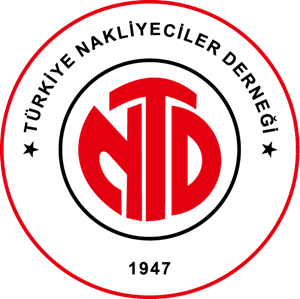 ★ TÜRKİYE NAKLİYECİLER DERNEĞİ ★
NTD
1947